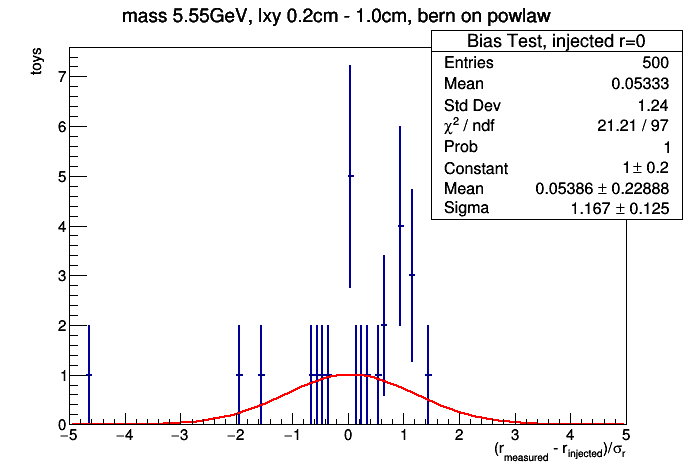 mass 5.55GeV, lxy 0.2cm - 1.0cm, bern on powlaw
Bias Test, injected r=0
Entries 500
Mean 0.05333
Std Dev 1.24
χ² / ndf 21.21 / 97
Prob 1
Constant 1 ± 0.2
Mean 0.05386 ± 0.22888
Sigma 1.167 ± 0.125
toys
7
6
5
4
3
2
1
0
−5 −4 −3 −2 −1 0 1 2 3 4 5
(r_measured - r_injected)/σ_r